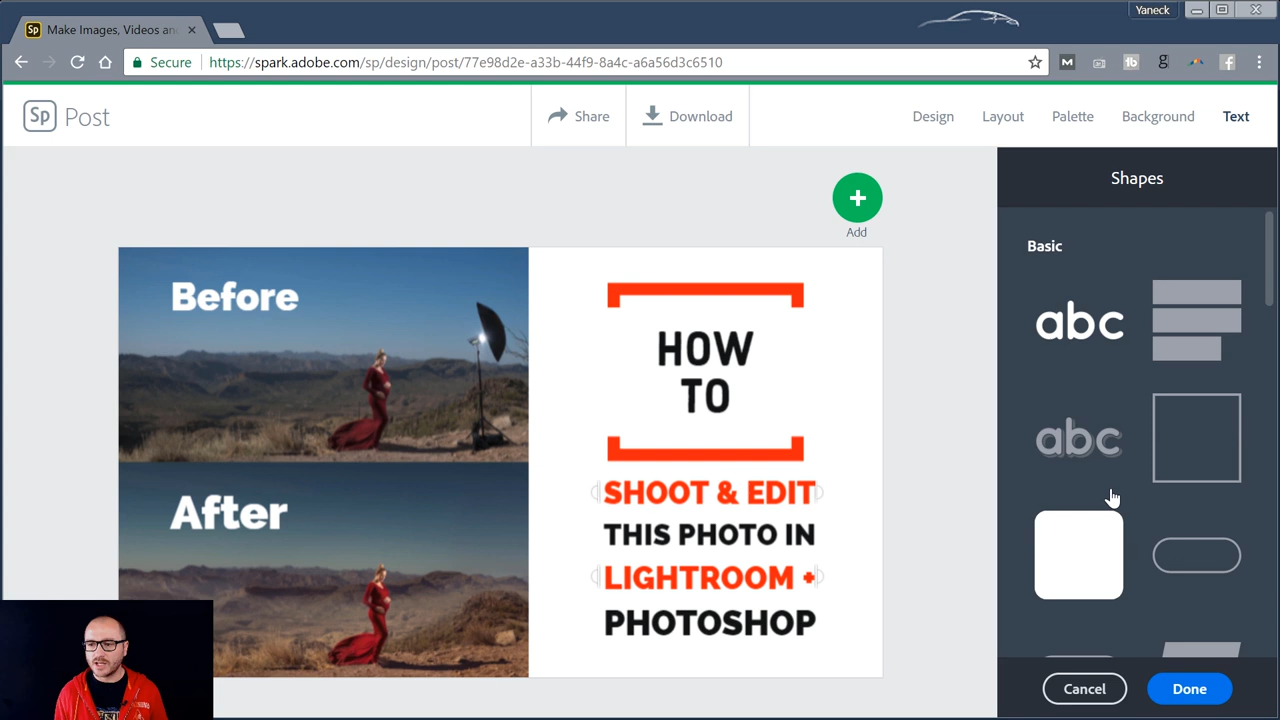 Yaneck
Sp Make Images, Videos an
Secure https://spark.adobe.com/sp/design/post/77e98d2e-a33b-44f9-8a4c-a6a56d3c6510
M 1b g f
Sp Post Share Download Design Layout Palette Background Text
Shapes
Add
Basic
Before
abc
HOW
TO
abc
SHOOT & EDIT
After
THIS PHOTO IN
LIGHTROOM +
PHOTOSHOP
Cancel Done